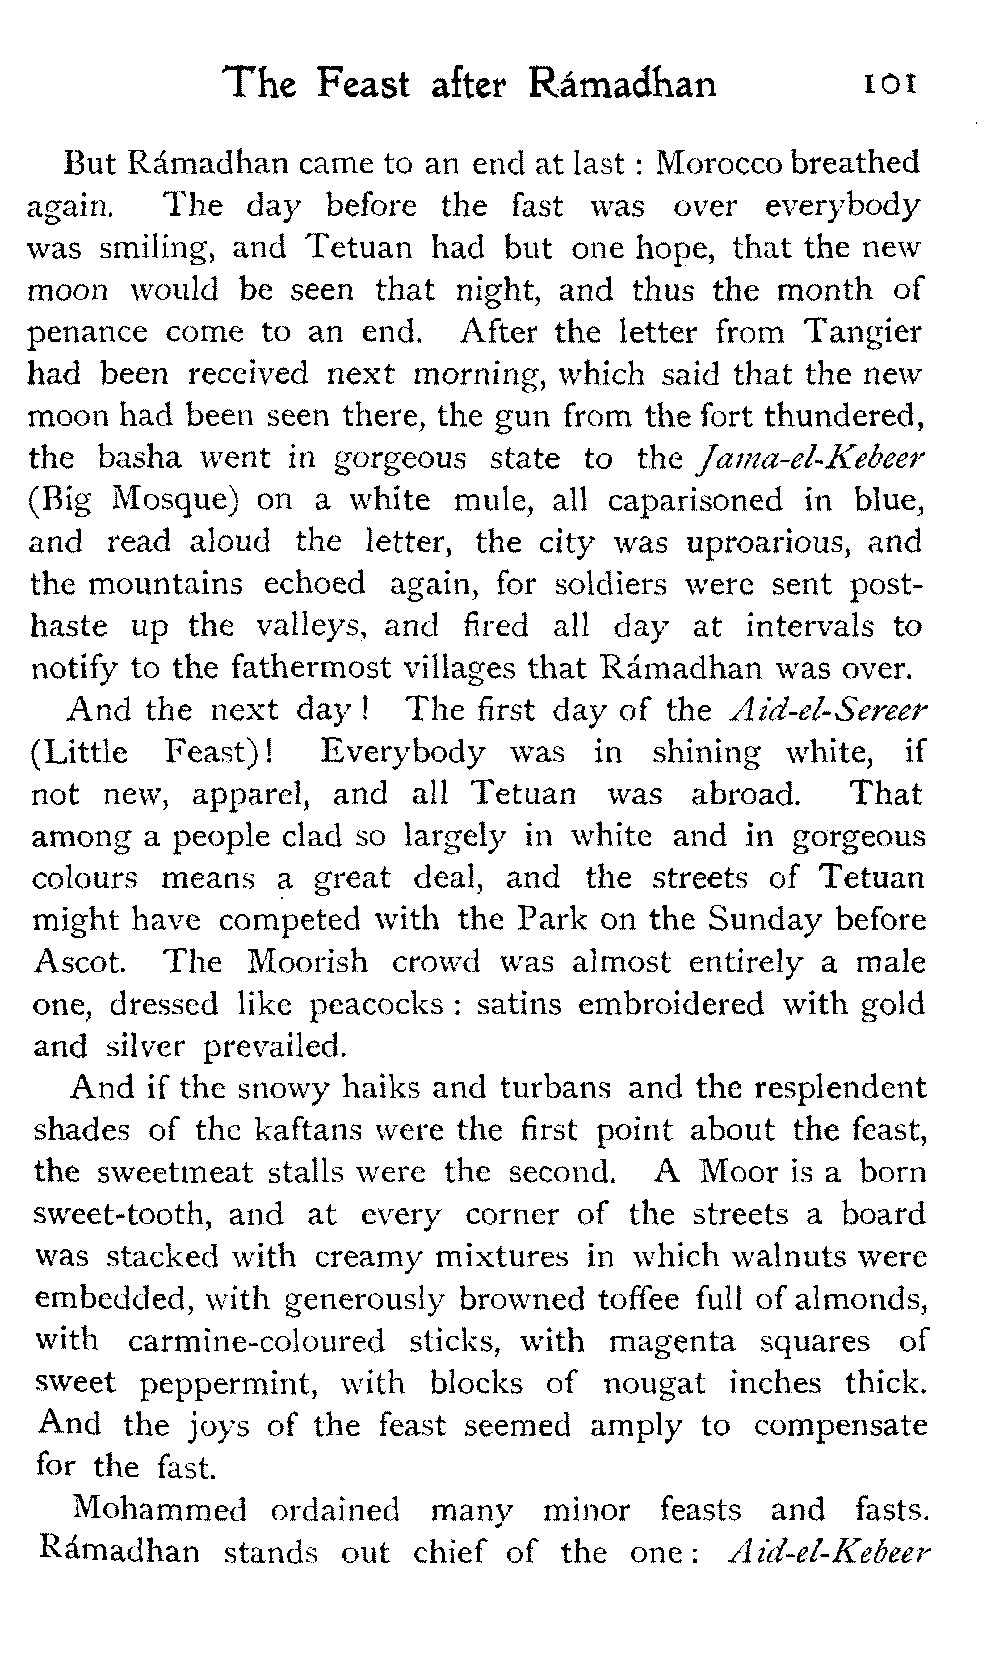 The Feast after Rámadhan 101
But Rámadhan came to an end at last : Morocco breathed
again. The day before the fast was over everybody
was smiling, and Tetuan had but one hope, that the new
moon would be seen that night, and thus the month of
penance come to an end. After the letter from Tangier
had been received next morning, which said that the new
moon had been seen there, the gun from the fort thundered,
the basha went in gorgeous state to the Jama-el-Kebeer
(Big Mosque) on a white mule, all caparisoned in blue,
and read aloud the letter, the city was uproarious, and
the mountains echoed again, for soldiers were sent post-
haste up the valleys, and fired all day at intervals to
notify to the fathermost villages that Rámadhan was over.
And the next day ! The first day of the Aid-el-Sereer
(Little Feast)! Everybody was in shining white, if
not new, apparel, and all Tetuan was abroad. That
among a people clad so largely in white and in gorgeous
colours means a great deal, and the streets of Tetuan
might have competed with the Park on the Sunday before
Ascot. The Moorish crowd was almost entirely a male
one, dressed like peacocks : satins embroidered with gold
and silver prevailed.
And if the snowy haiks and turbans and the resplendent
shades of the kaftans were the first point about the feast,
the sweetmeat stalls were the second. A Moor is a born
sweet-tooth, and at every corner of the streets a board
was stacked with creamy mixtures in which walnuts were
embedded, with generously browned toffee full of almonds,
with carmine-coloured sticks, with magenta squares of
sweet peppermint, with blocks of nougat inches thick.
And the joys of the feast seemed amply to compensate
for the fast.
Mohammed ordained many minor feasts and fasts.
Rámadhan stands out chief of the one : Aid-el-Kebeer